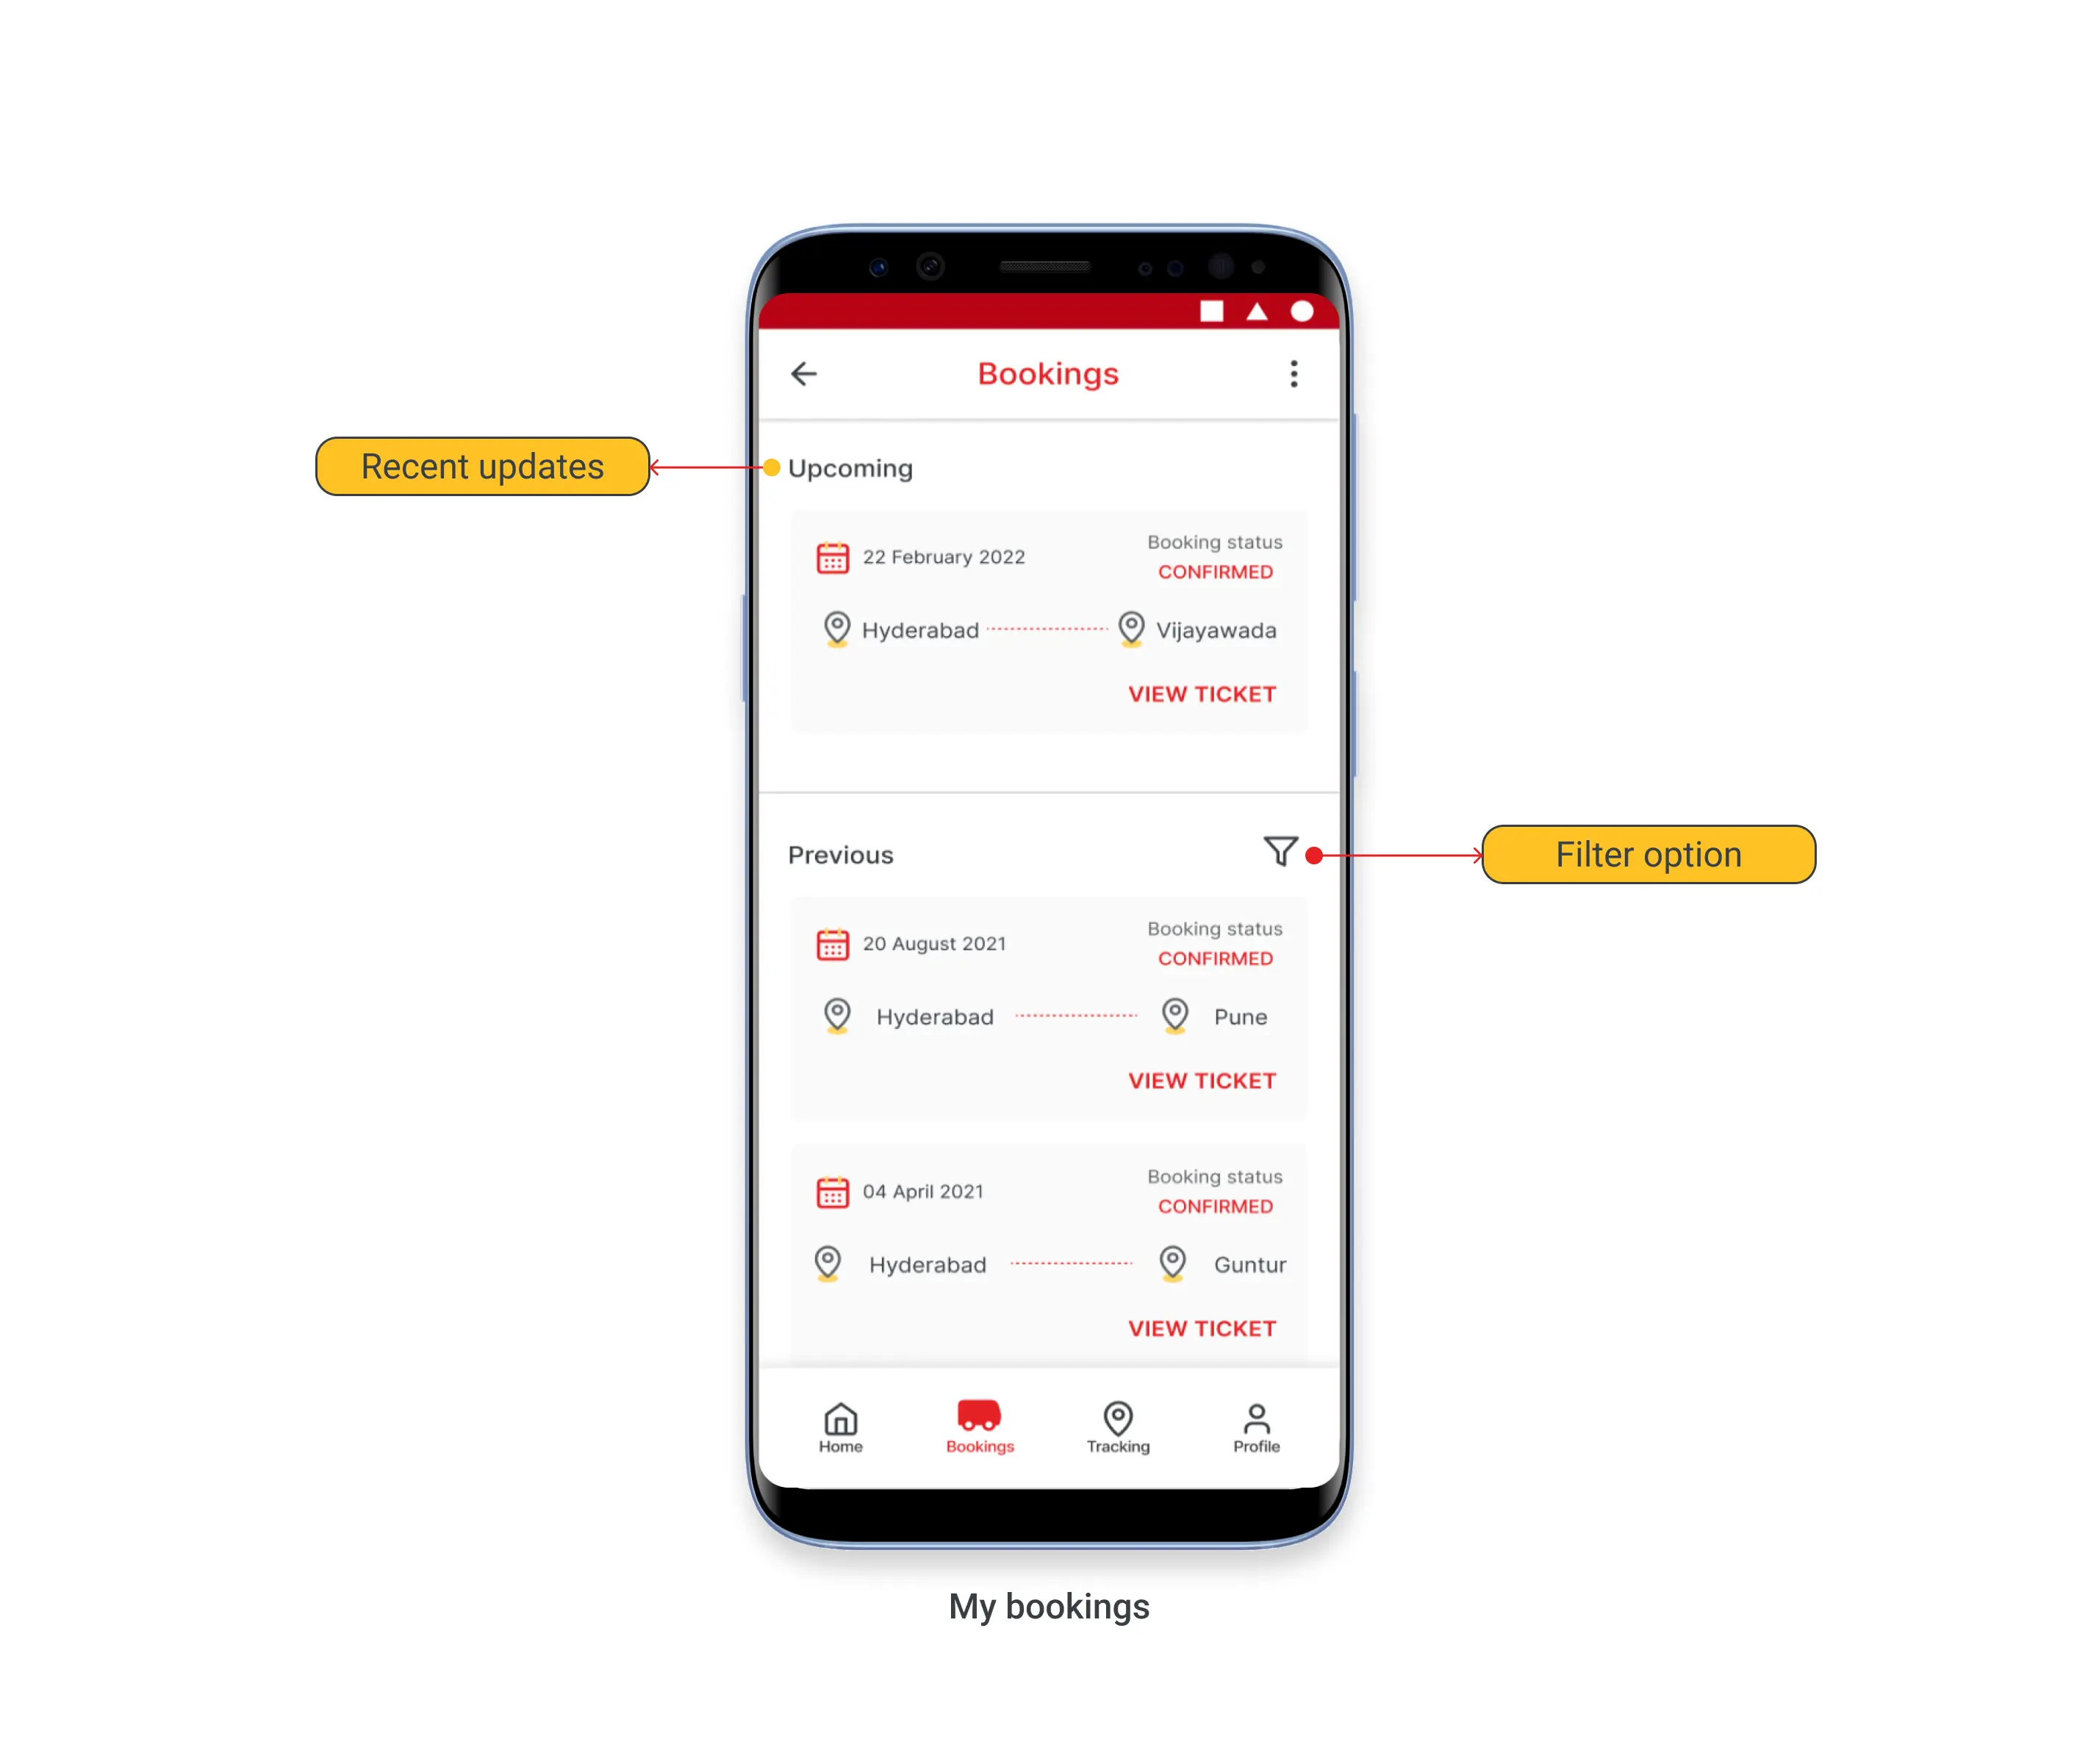 Bookings
Recent updates
Upcoming
22 February 2022
Booking status
CONFIRMED
Hyderabad
Vijayawada
VIEW TICKET
Previous
Filter option
20 August 2021
Booking status
CONFIRMED
Hyderabad
Pune
VIEW TICKET
04 April 2021
Booking status
CONFIRMED
Hyderabad
Guntur
VIEW TICKET
Home
Bookings
Tracking
Profile
My bookings